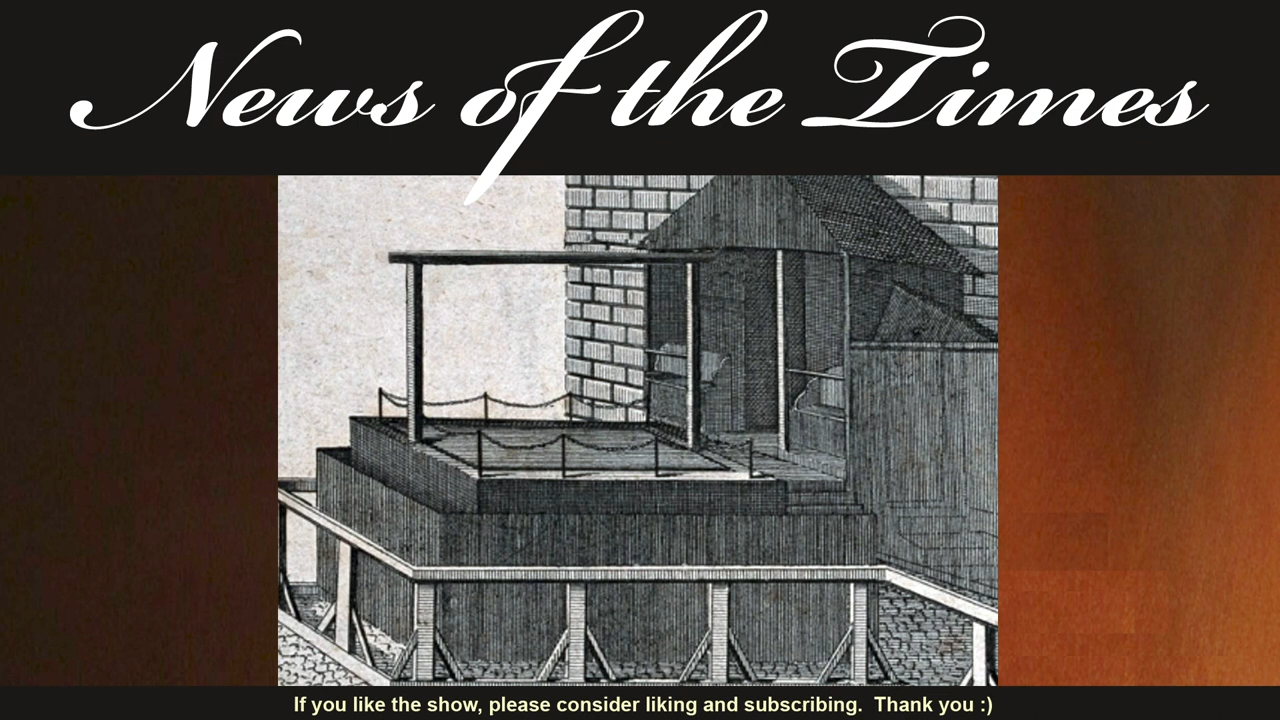 News of the Times
If you like the show, please consider liking and subscribing.  Thank you :)